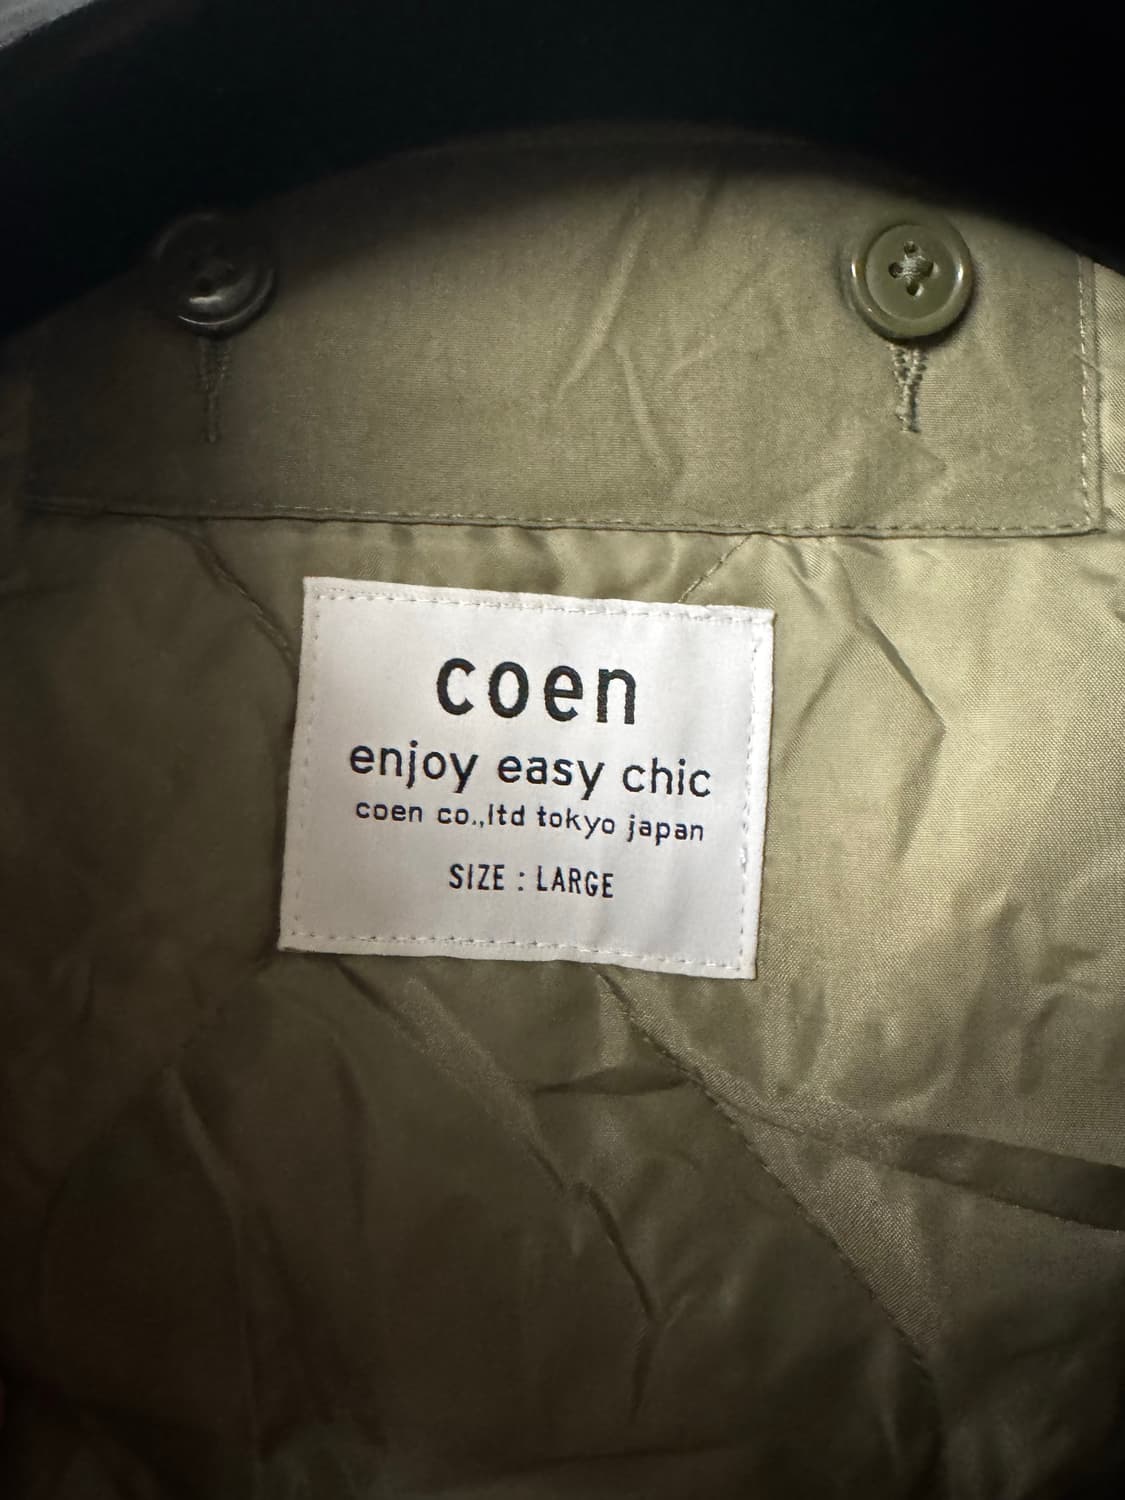 coen
enjoy easy chic
coen co.,ltd tokyo japan
SIZE : LARGE